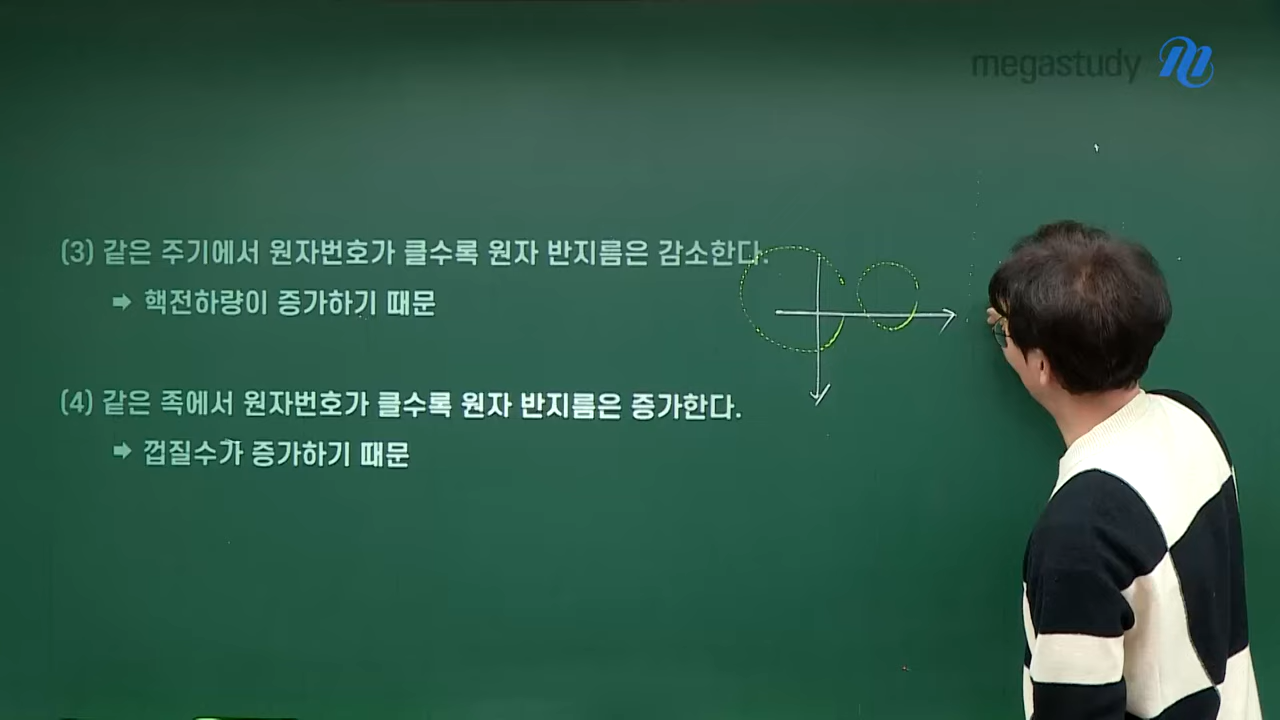 megastudy
(3) 같은 주기에서 원자번호가 클수록 원자 반지름은 감소한다.
➡ 핵전하량이 증가하기 때문
(4) 같은 족에서 원자번호가 클수록 원자 반지름은 증가한다.
➡ 껍질수가 증가하기 때문